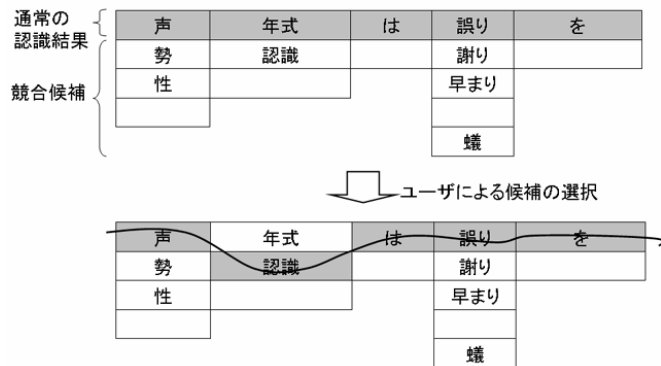 通常の
認識結果
声 年式 は 誤り を
競合候補
勢 認識 謝り
性 早まり
蟻
ユーザによる候補の選択
声 年式 は 誤り を
勢 認識 謝り
性 早まり
蟻